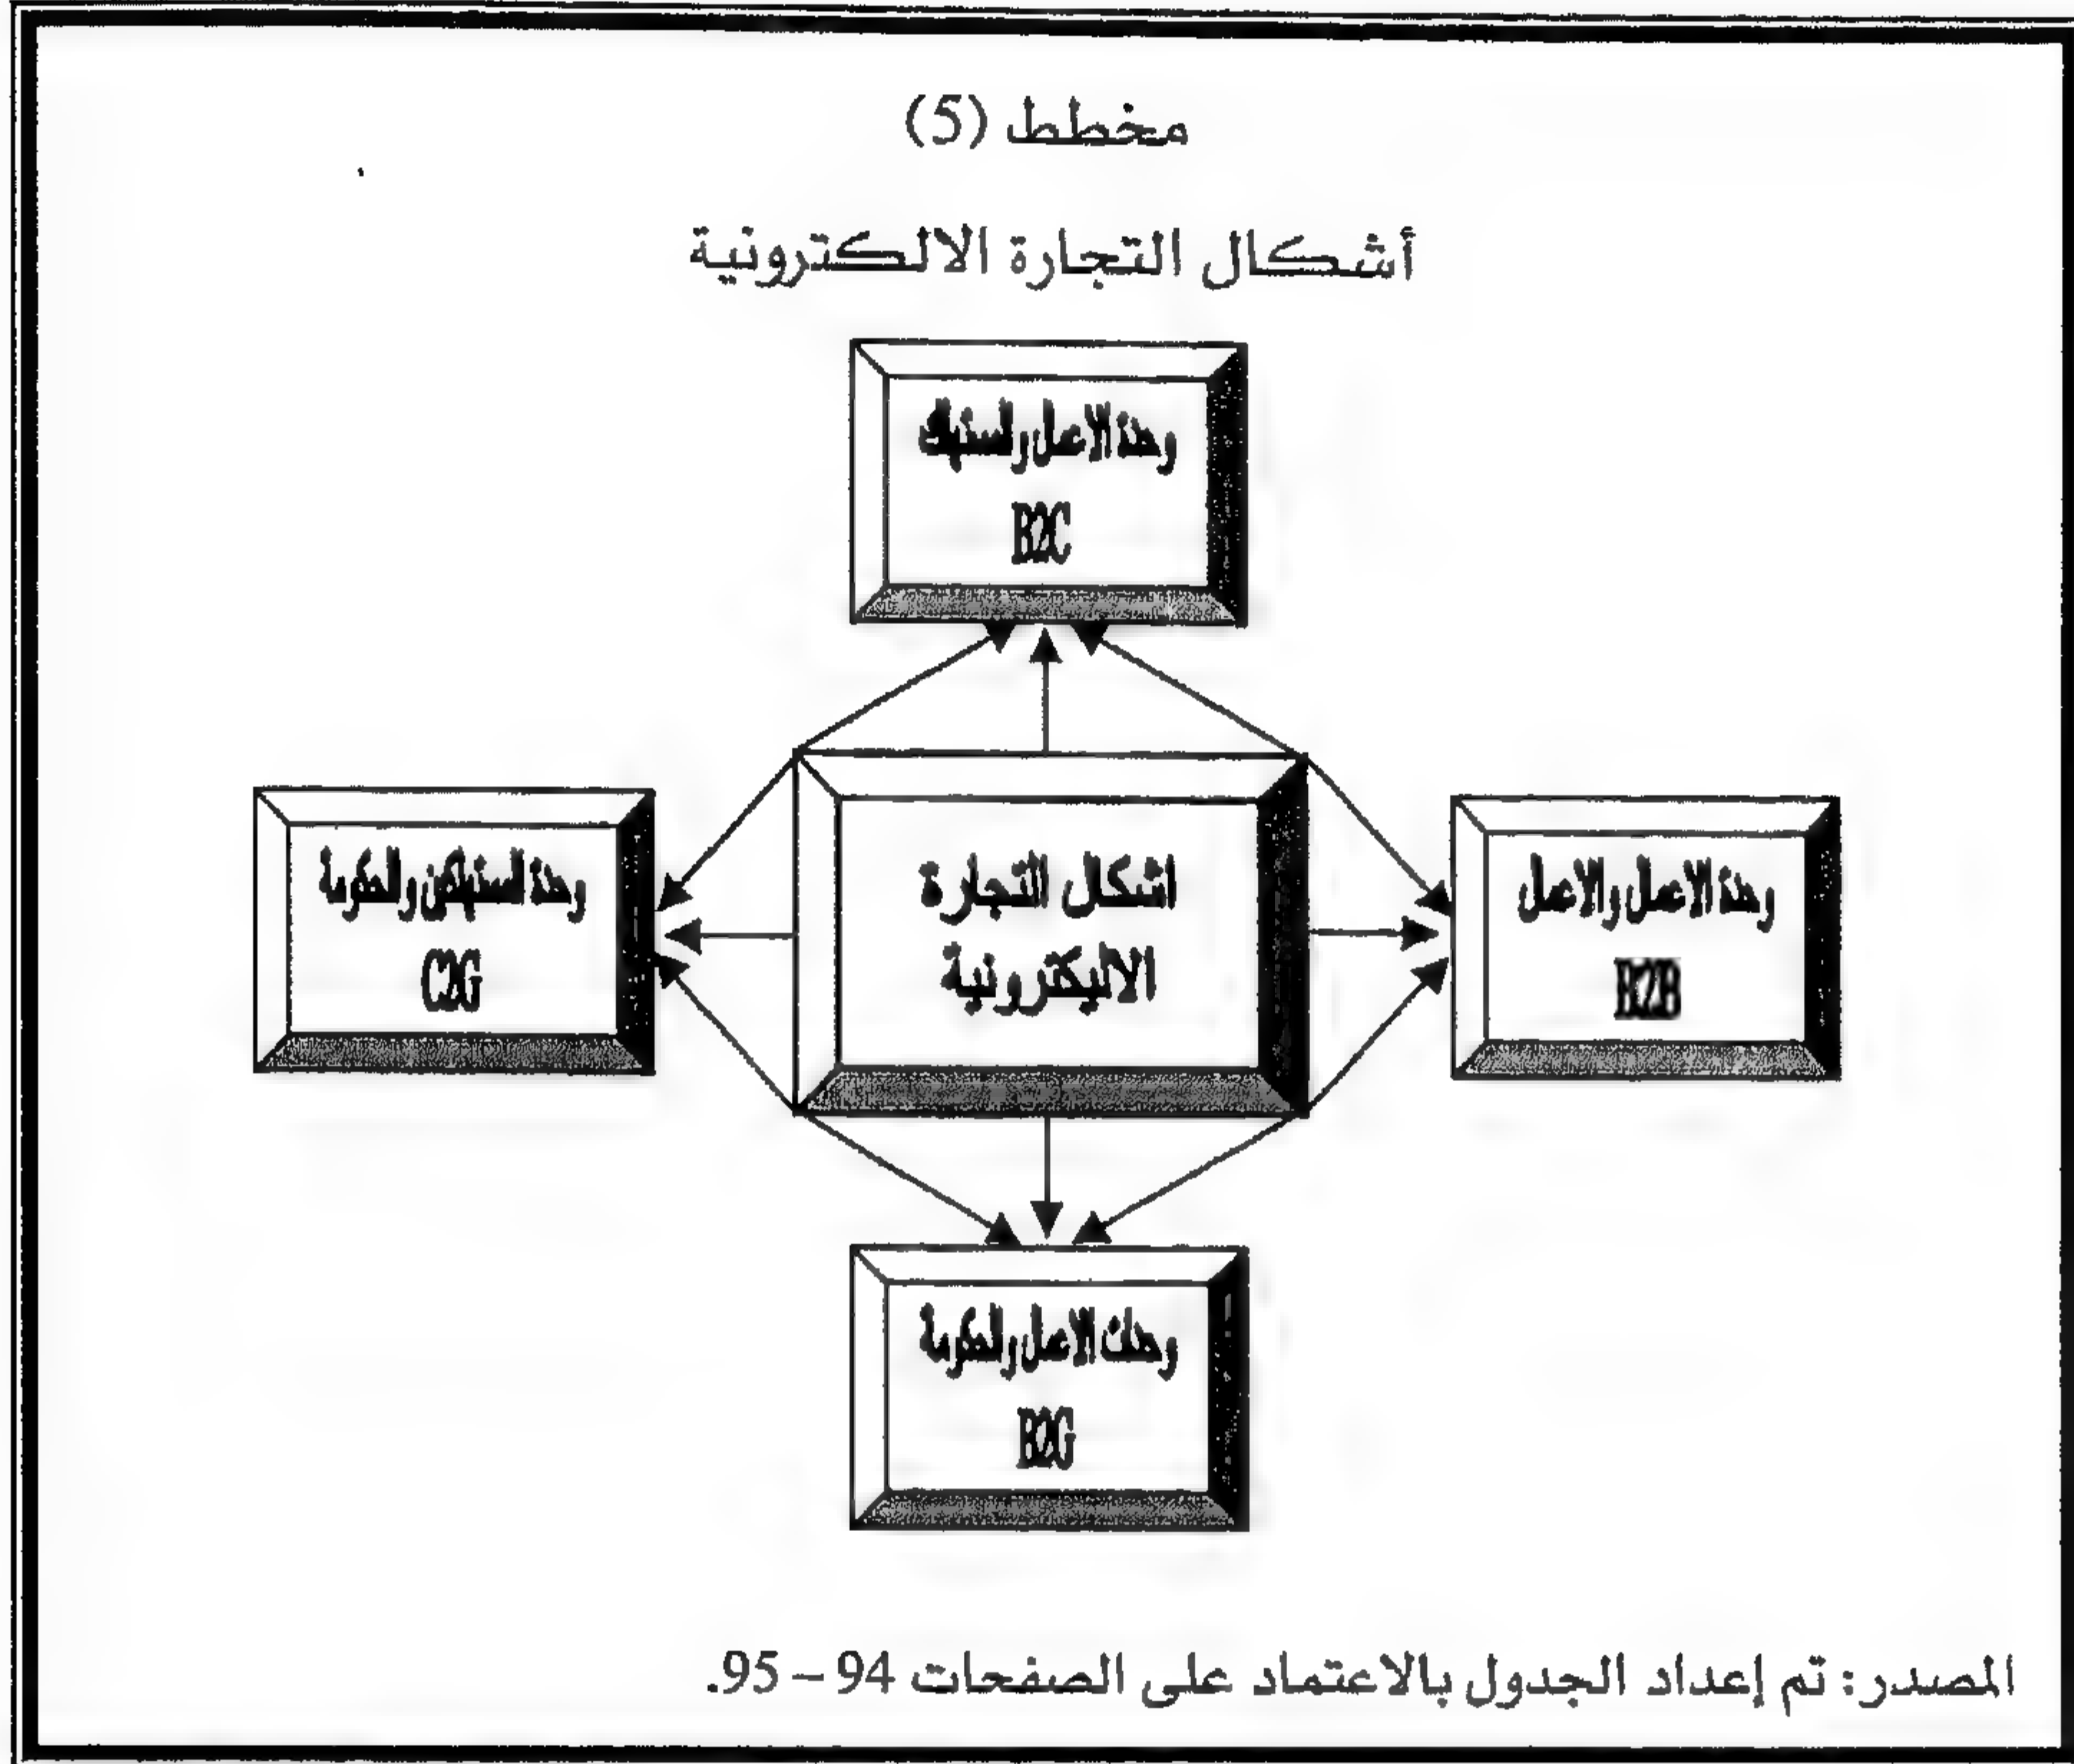 مخطط (5)
أشكال التجارة الالكترونية
وحدة الاعمال والمستهلك
B2C
وحدة المستهلكين والحكومة
C2G
اشكال التجارة
الاليكترونية
وحدة الاعمال والاعمال
B2B
وحدات الاعمال والحكومة
B2G
المصدر: تم إعداد الجدول بالاعتماد على الصفحات 94 – 95.